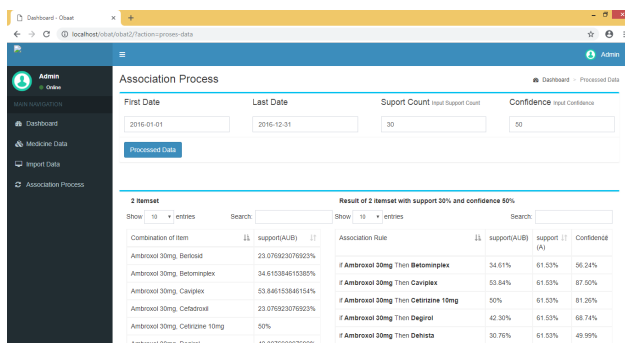 Dashboard - Obeat
localhost/obat/obat2/?action=proses-data
Admin
Admin
Online
Association Process
Dashboard > Processed Data
MAIN NAVIGATION
Dashboard
Medicine Data
Import Data
Association Process
First Date
Last Date
Suport Count Input Support Count
Confidence Input Confidence
2016-01-01
2016-12-31
30
50
Processed Data
2 itemset
Show 10 entries
Search:
Combination of Item support(AUB)
Ambroxol 30mg, Berlosid 23.076923076923%
Ambroxol 30mg, Betominplex 34.615384615385%
Ambroxol 30mg, Caviplex 53.846153846154%
Ambroxol 30mg, Cefadroxil 23.076923076923%
Ambroxol 30mg, Cetirizine 10mg 50%
Result of 2 itemset with support 30% and confidence 50%
Show 10 entries
Search:
Association Rule support(AUB) support (A) Confidence
if Ambroxol 30mg Then Betominplex 34.61% 61.53% 56.24%
if Ambroxol 30mg Then Caviplex 53.84% 61.53% 87.50%
if Ambroxol 30mg Then Cetirizine 10mg 50% 61.53% 81.26%
if Ambroxol 30mg Then Degirol 42.30% 61.53% 68.74%
if Ambroxol 30mg Then Dehista 30.76% 61.53% 49.99%